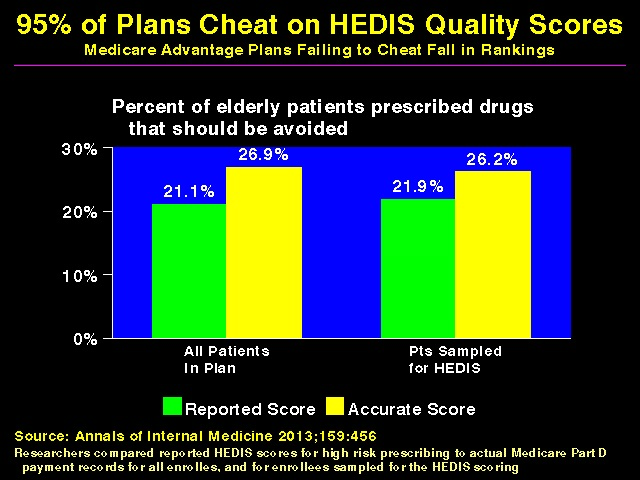 95% of Plans Cheat on HEDIS Quality Scores
Medicare Advantage Plans Failing to Cheat Fall in Rankings
Percent of elderly patients prescribed drugs
that should be avoided
30%
26.9%
26.2%
21.1%
21.9%
20%
10%
0%
All Patients
In Plan
Pts Sampled
for HEDIS
Reported Score
Accurate Score
Source: Annals of Internal Medicine 2013;159:456
Researchers compared reported HEDIS scores for high risk prescribing to actual Medicare Part D
payment records for all enrolles, and for enrollees sampled for the HEDIS scoring